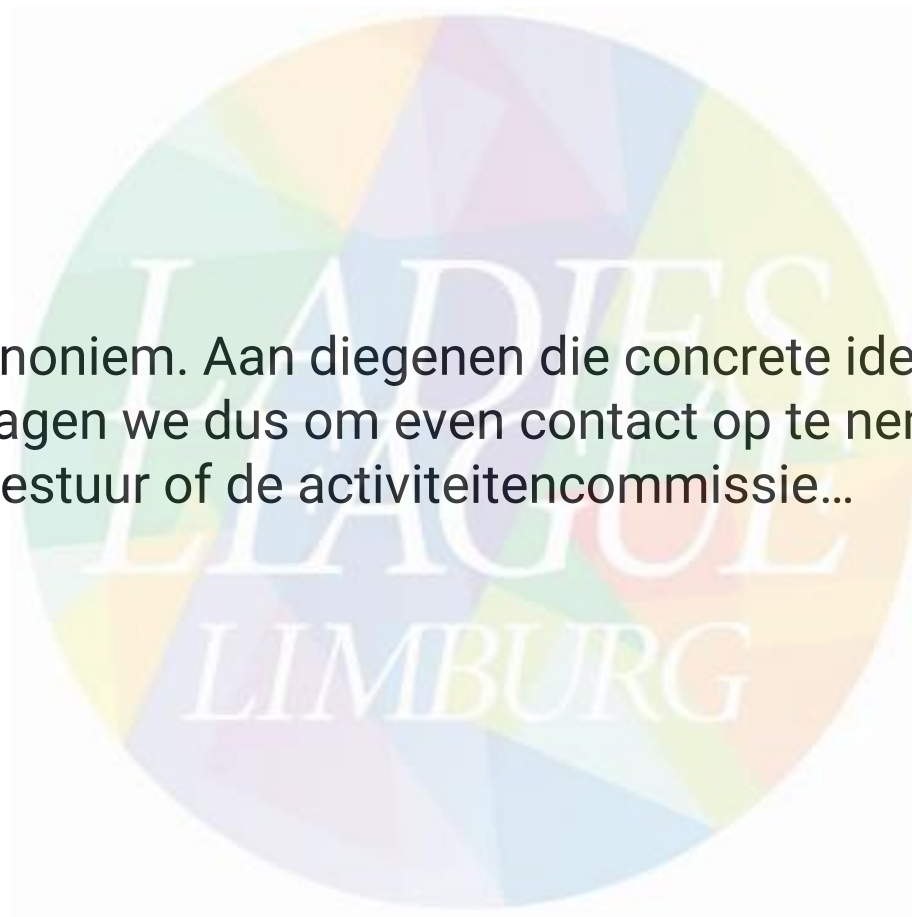 LADIES
noniem. Aan diegenen die concrete ide
agen we dus om even contact op te ner
estuur of de activiteitencommissie...
LEAGUE
LIMBURG